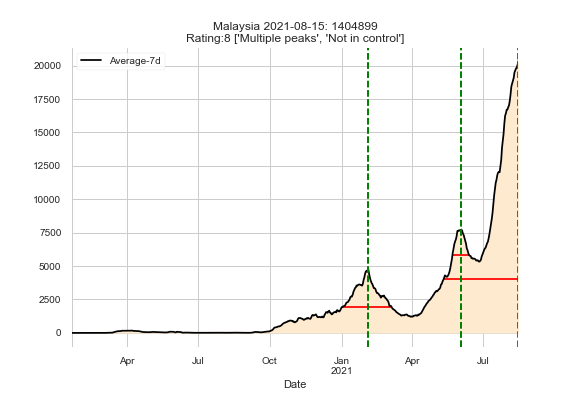 Malaysia 2021-08-15: 1404899
Rating:8 ['Multiple peaks', 'Not in control']
Average-7d
20000
17500
15000
12500
10000
7500
5000
2500
0
Apr
Jul
Oct
Jan
2021
Apr
Jul
Date